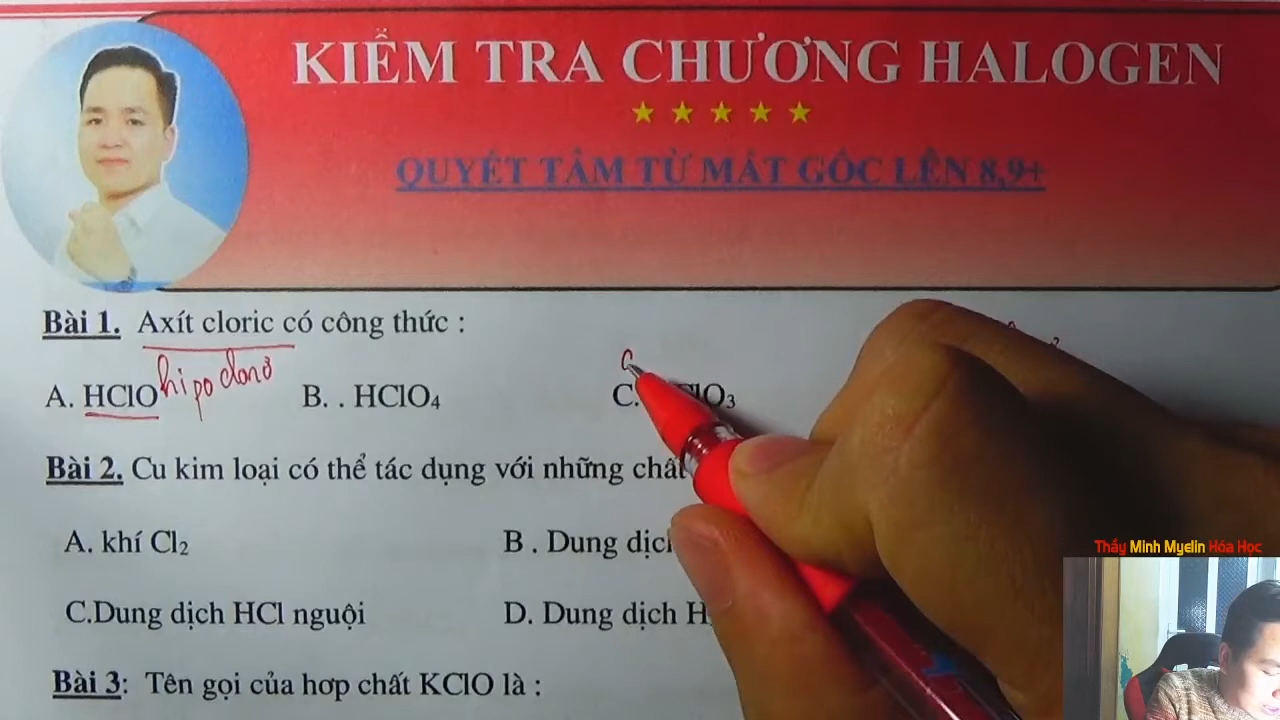 KIỂM TRA CHƯƠNG HALOGEN
QUYẾT TÂM TỪ MẤT GỐC LÊN 8,9+
Bài 1. Axít cloric có công thức :
A. HClO hipo clorơ B. . HClO₄ C. ClO₃
Bài 2. Cu kim loại có thể tác dụng với những chất
A. khí Cl₂ B . Dung dịch
C.Dung dịch HCl nguội D. Dung dịch H
Bài 3: Tên gọi của hơp chất KClO là :
Thầy Minh Myelin Hóa Học